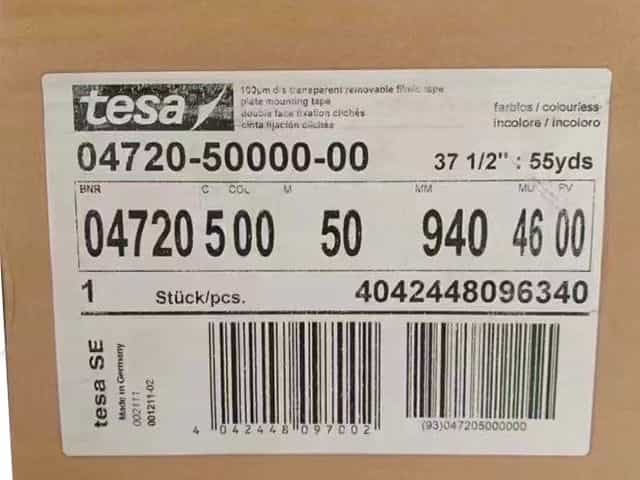 tesa
100µm d/s transparent removable filmic tape
plate mounting tape
double face fixation clichés
cinta fijación clichés
farblos / colourless
incolore / incoloro
04720-50000-00
37 1/2" : 55yds
BNR C COL M MM MU PV
04720 5 00 50 940 46 00
1 Stück/pcs. 4042448096340
tesa SE
Made in Germany
002111
001211-02
4 042448 097002
(93)047205000000